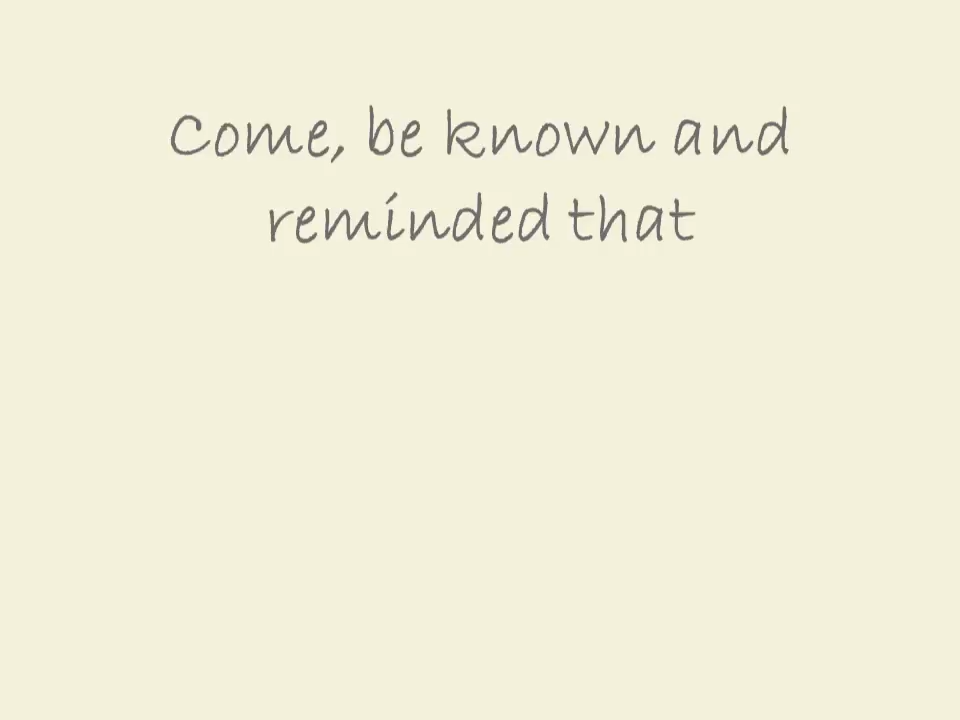 Come, be known and
reminded that